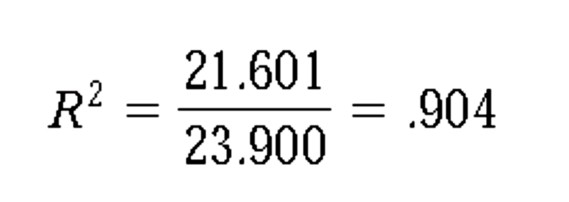 R² = 21.601 / 23.900 = .904